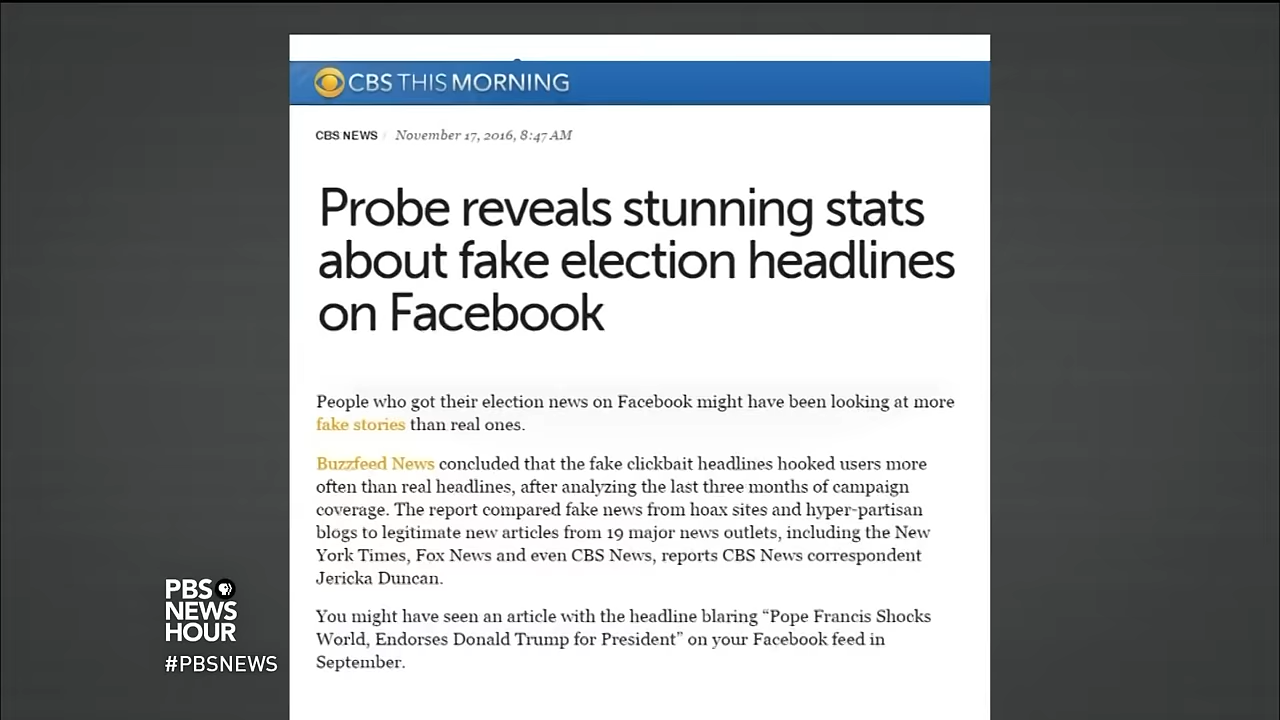 CBS THIS MORNING
CBS NEWS / November 17, 2016, 8:47 AM
Probe reveals stunning stats
about fake election headlines
on Facebook
People who got their election news on Facebook might have been looking at more
fake stories than real ones.
Buzzfeed News concluded that the fake clickbait headlines hooked users more
often than real headlines, after analyzing the last three months of campaign
coverage. The report compared fake news from hoax sites and hyper-partisan
blogs to legitimate new articles from 19 major news outlets, including the New
York Times, Fox News and even CBS News, reports CBS News correspondent
Jericka Duncan.
You might have seen an article with the headline blaring “Pope Francis Shocks
World, Endorses Donald Trump for President” on your Facebook feed in
September.
PBS
NEWS
HOUR
#PBSNEWS